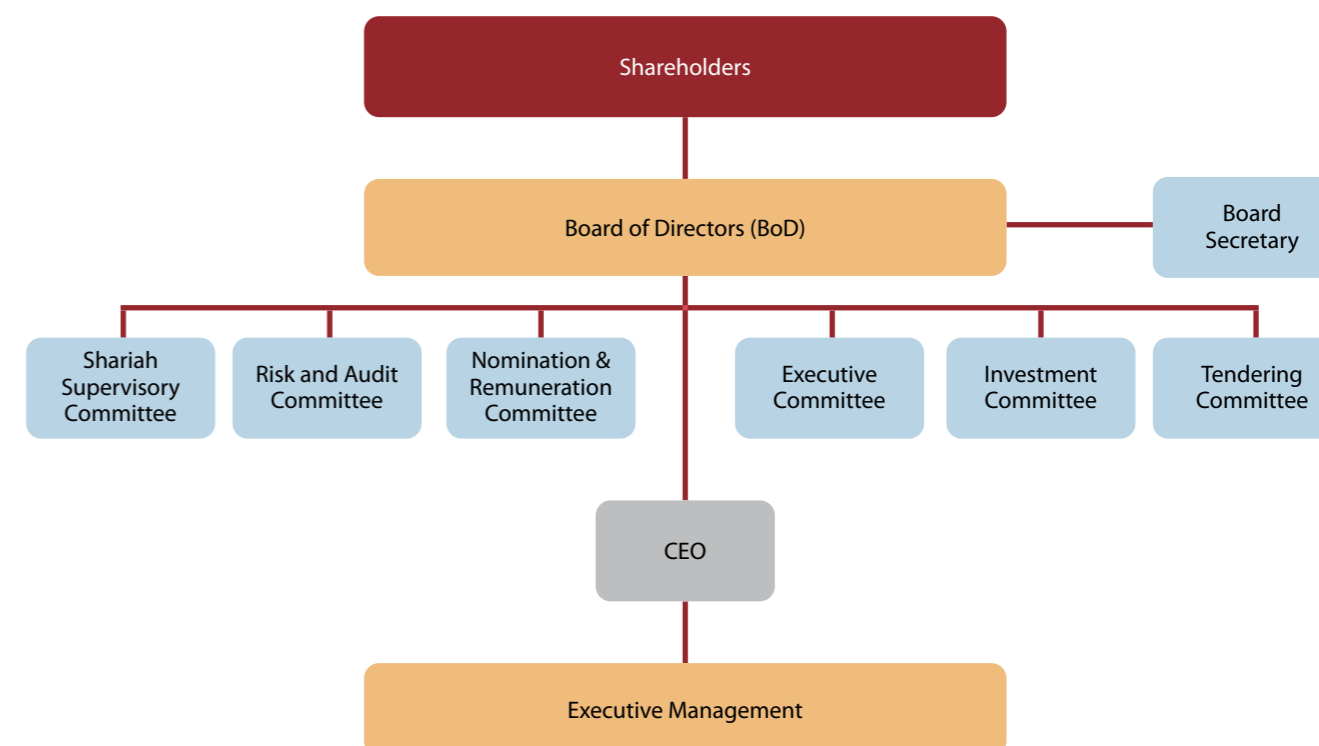 Shareholders
Board of Directors (BoD)
Board
Secretary
Shariah
Supervisory
Committee
Risk and Audit
Committee
Nomination &
Remuneration
Committee
Executive
Committee
Investment
Committee
Tendering
Committee
CEO
Executive Management